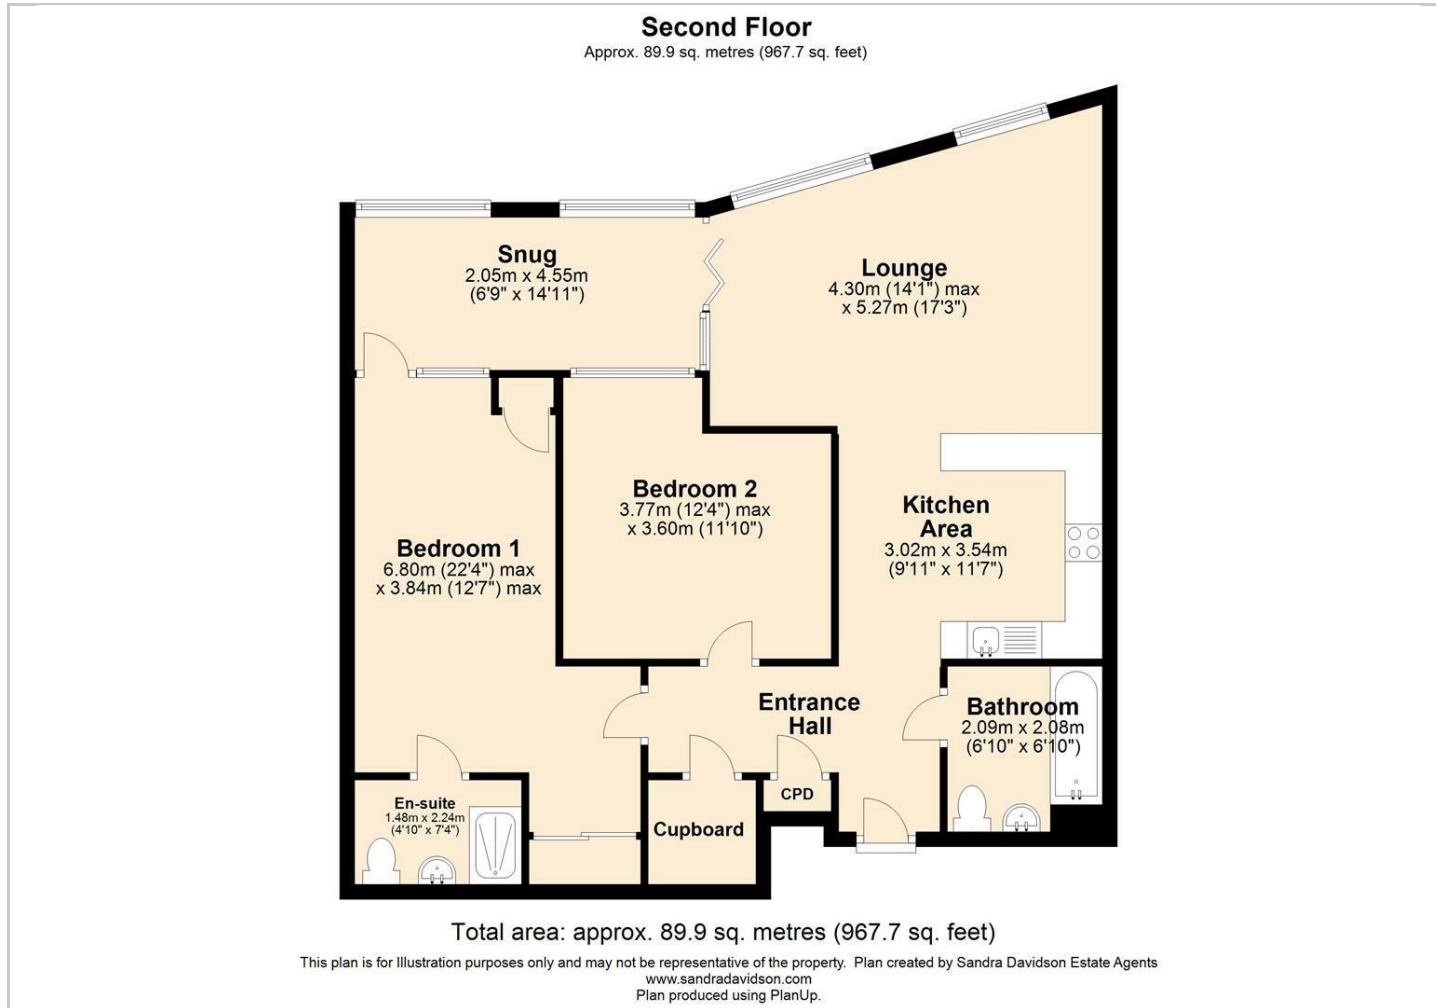 Second Floor
Approx. 89.9 sq. metres (967.7 sq. feet)
Snug
2.05m x 4.55m
(6'9" x 14'11")
Lounge
4.30m (14'1") max
x 5.27m (17'3")
Bedroom 2
3.77m (12'4") max
x 3.60m (11'10")
Kitchen
Area
3.02m x 3.54m
(9'11" x 11'7")
Bedroom 1
6.80m (22'4") max
x 3.84m (12'7") max
Entrance
Hall
Bathroom
2.09m x 2.08m
(6'10" x 6'10")
En-suite
1.48m x 2.24m
(4'10" x 7'4")
CPD
Cupboard
Total area: approx. 89.9 sq. metres (967.7 sq. feet)
This plan is for Illustration purposes only and may not be representative of the property. Plan created by Sandra Davidson Estate Agents
www.sandradavidson.com
Plan produced using PlanUp.